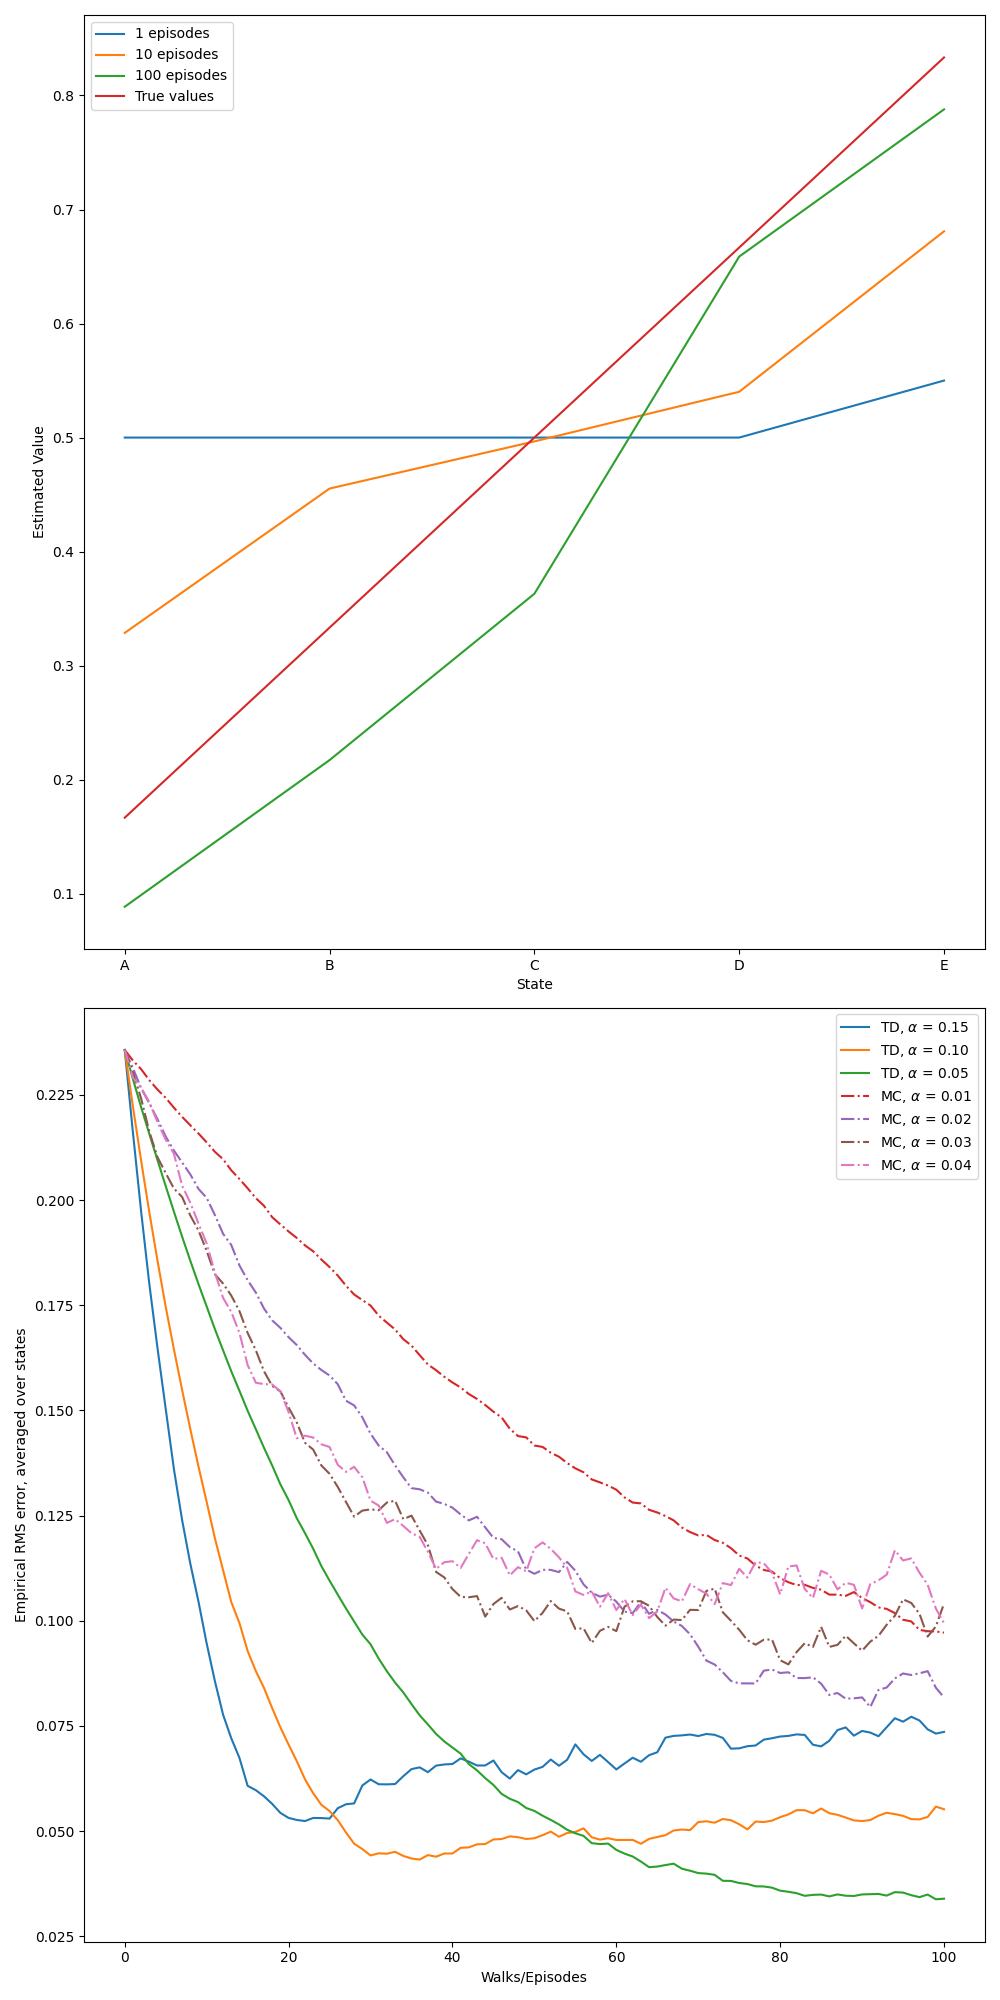 1 episodes
10 episodes
100 episodes
True values
0.8
0.7
0.6
0.5
0.4
0.3
0.2
0.1
Estimated Value
A B C D E
State
TD, α = 0.15
TD, α = 0.10
TD, α = 0.05
MC, α = 0.01
MC, α = 0.02
MC, α = 0.03
MC, α = 0.04
0.225
0.200
0.175
0.150
0.125
0.100
0.075
0.050
0.025
Empirical RMS error, averaged over states
0 20 40 60 80 100
Walks/Episodes